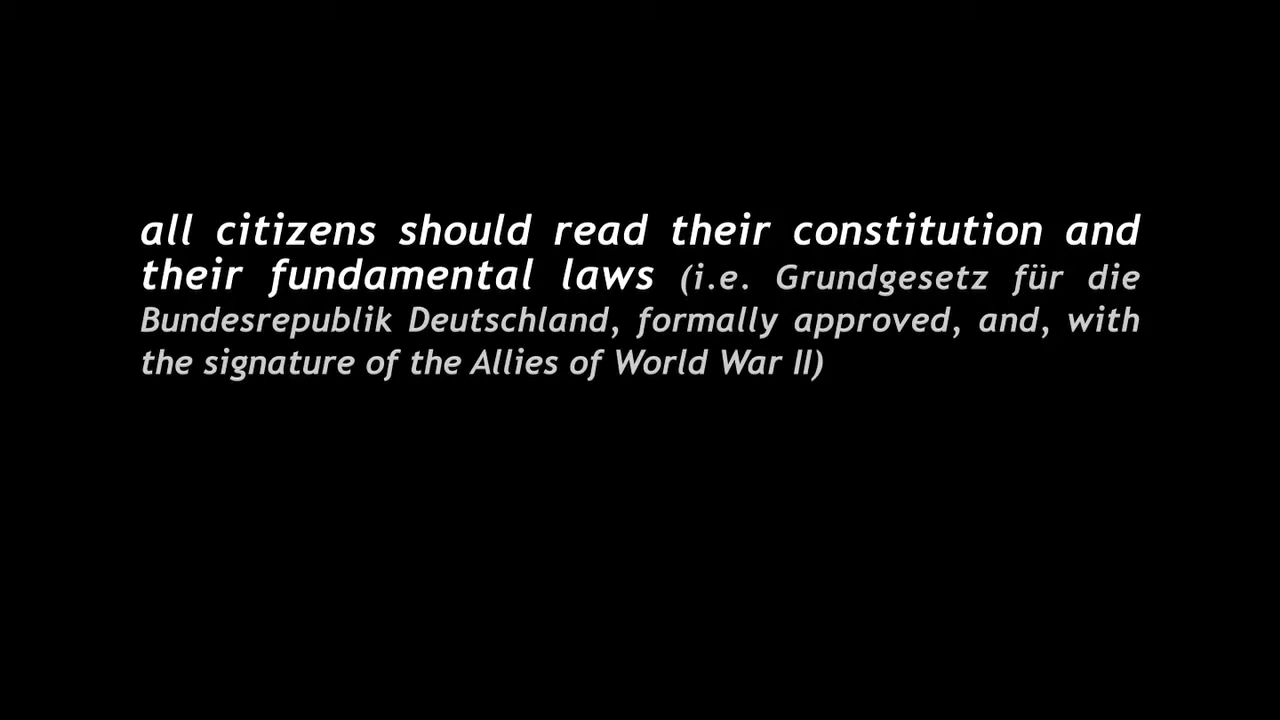 all citizens should read their constitution and
their fundamental laws (i.e. Grundgesetz für die
Bundesrepublik Deutschland, formally approved, and, with
the signature of the Allies of World War II)